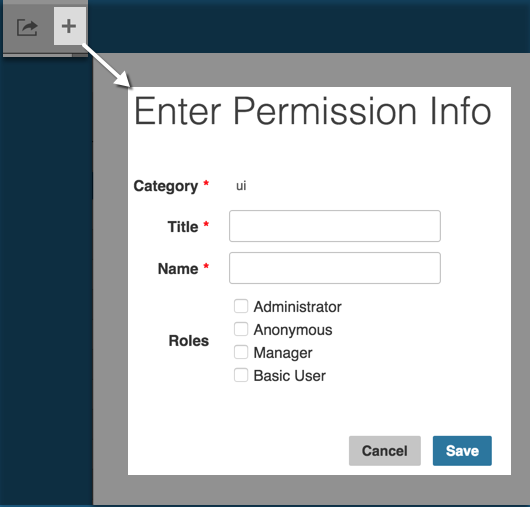 Enter Permission Info
Category * ui
Title *
Name *
Administrator
Anonymous
Roles
Manager
Basic User
Cancel Save